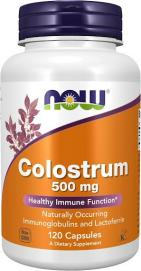 NOW
Colostrum
500 mg
Healthy Immune Function*
Naturally Occurring
Immunoglobulins and Lactoferrin
120 Capsules
A Dietary Supplement
K